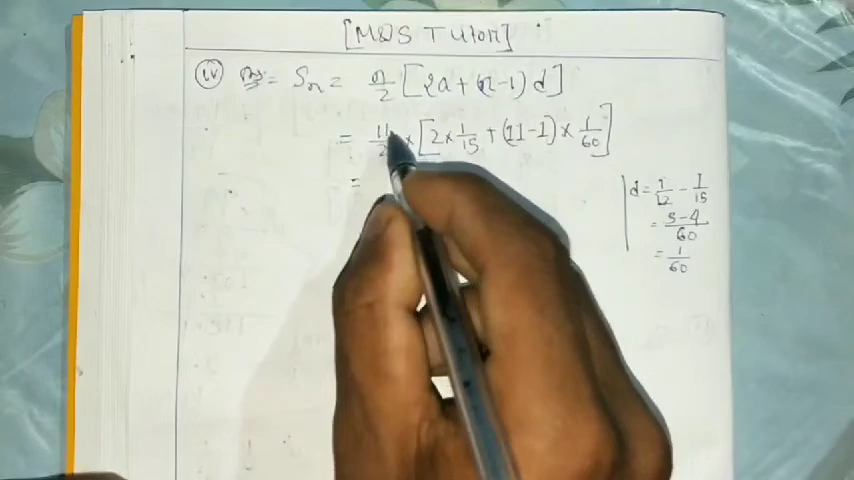 [M&S Tutor]
(iv) Ans = Sn = n/2 [2a + (n-1) d]
= 11/2 × [2 × 1/15 + (11-1) × 1/60]
=
d = 1/12 - 1/15
= 5-4/60
= 1/60